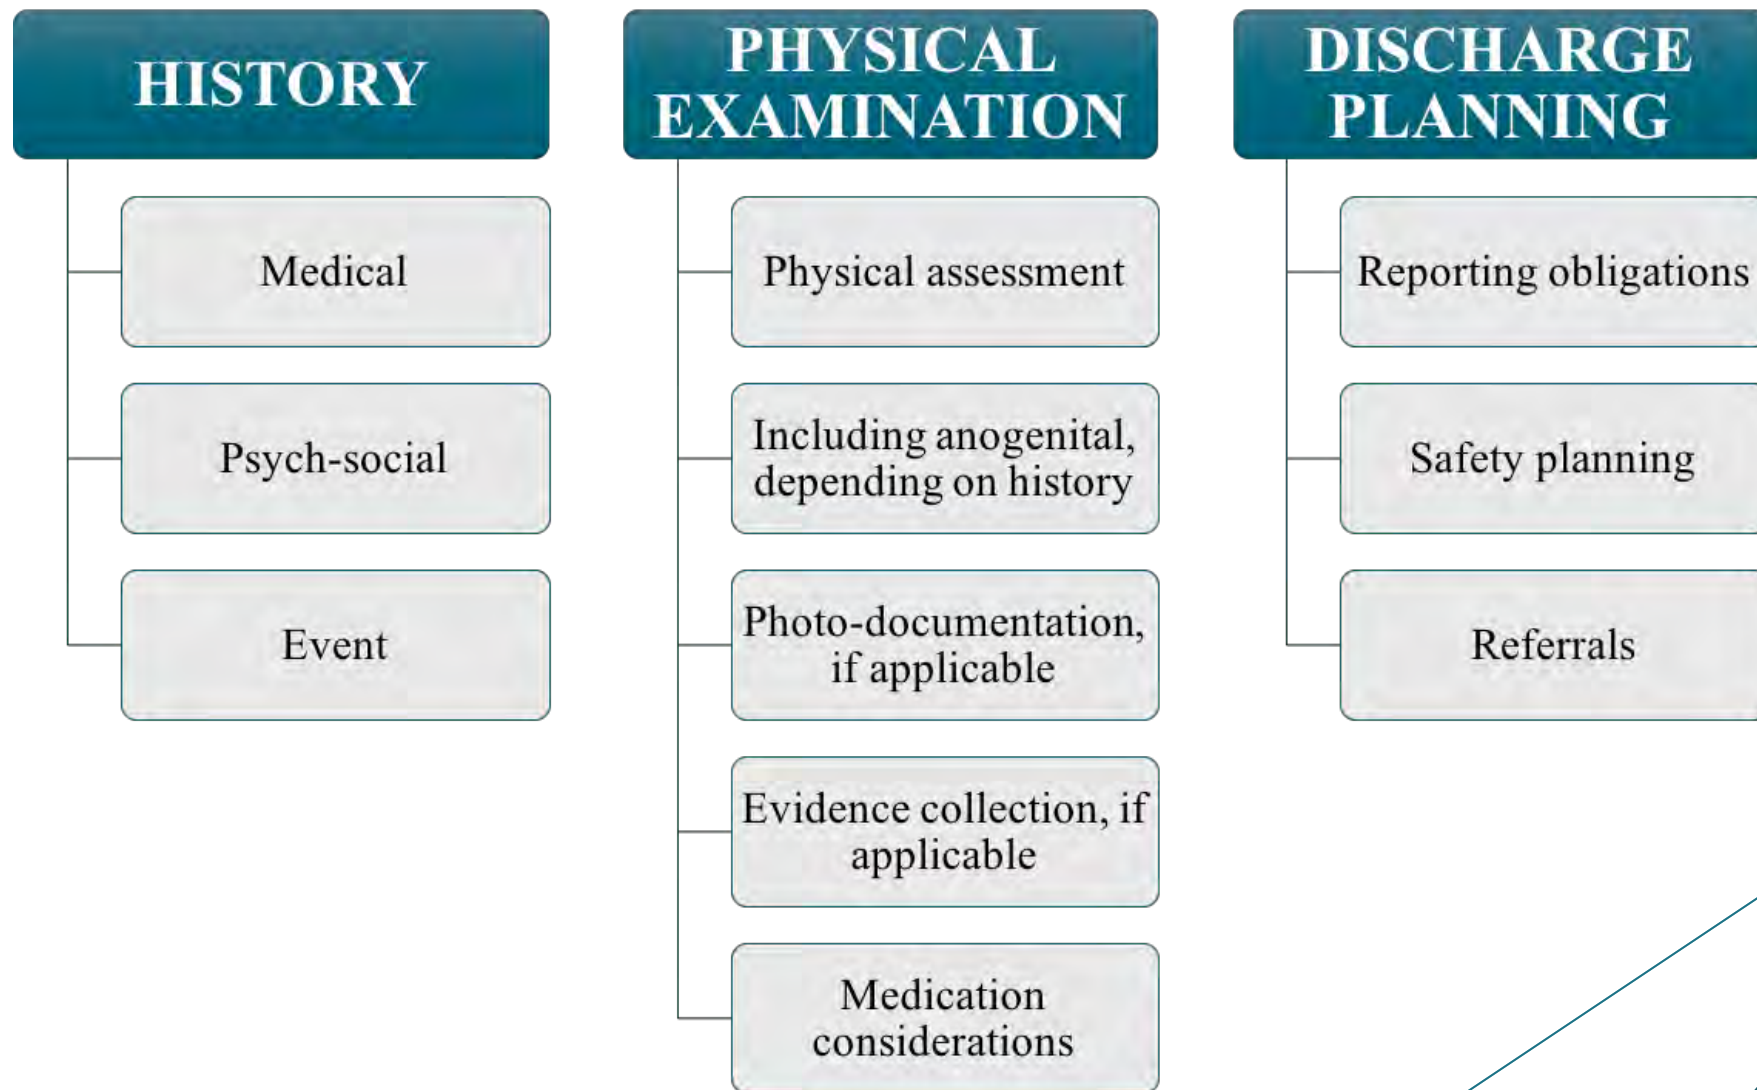 HISTORY
Medical
Psych-social
Event
PHYSICAL
EXAMINATION
Physical assessment
Including anogenital,
depending on history
Photo-documentation,
if applicable
Evidence collection, if
applicable
Medication
considerations
DISCHARGE
PLANNING
Reporting obligations
Safety planning
Referrals